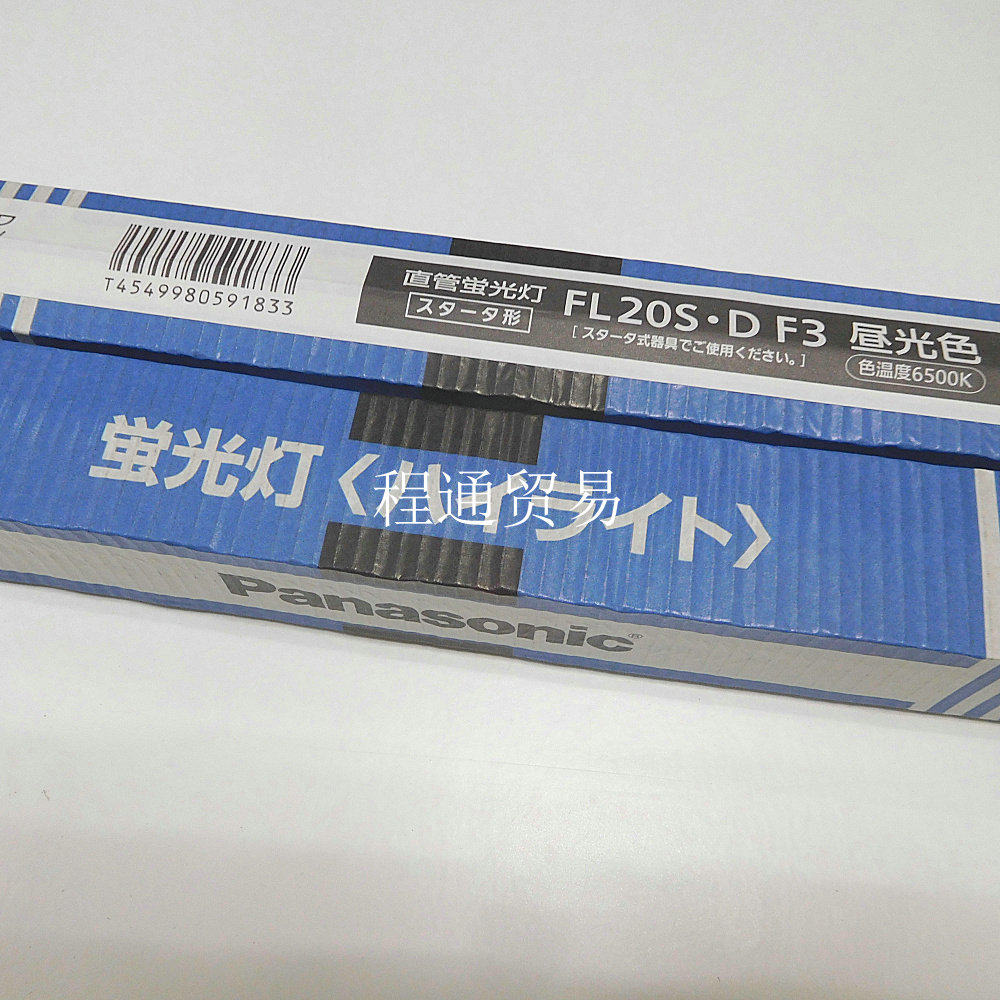 T4549980591833
直管蛍光灯
スタータ形
FL20S・D F3 昼光色
[スタータ式器具でご使用ください。]
色温度6500K
蛍光灯〈ハイライト〉
程通贸易
Panasonic®